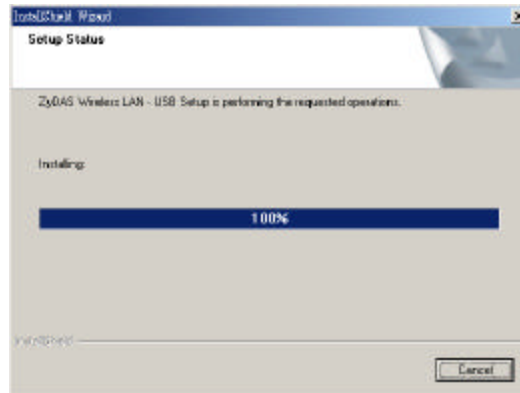 InstallShield Wizard
Setup Status
ZyDAS Wireless LAN - USB Setup is performing the requested operations.
Installing:
100%
InstallShield
Cancel